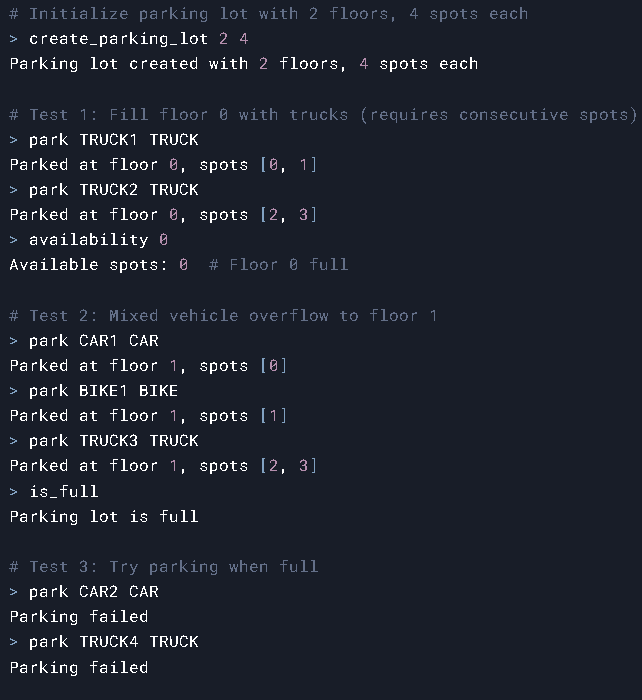 # Initialize parking lot with 2 floors, 4 spots each
> create_parking_lot 2 4
Parking lot created with 2 floors, 4 spots each

# Test 1: Fill floor 0 with trucks (requires consecutive spots)
> park TRUCK1 TRUCK
Parked at floor 0, spots [0, 1]
> park TRUCK2 TRUCK
Parked at floor 0, spots [2, 3]
> availability 0
Available spots: 0  # Floor 0 full

# Test 2: Mixed vehicle overflow to floor 1
> park CAR1 CAR
Parked at floor 1, spots [0]
> park BIKE1 BIKE
Parked at floor 1, spots [1]
> park TRUCK3 TRUCK
Parked at floor 1, spots [2, 3]
> is_full
Parking lot is full

# Test 3: Try parking when full
> park CAR2 CAR
Parking failed
> park TRUCK4 TRUCK
Parking failed